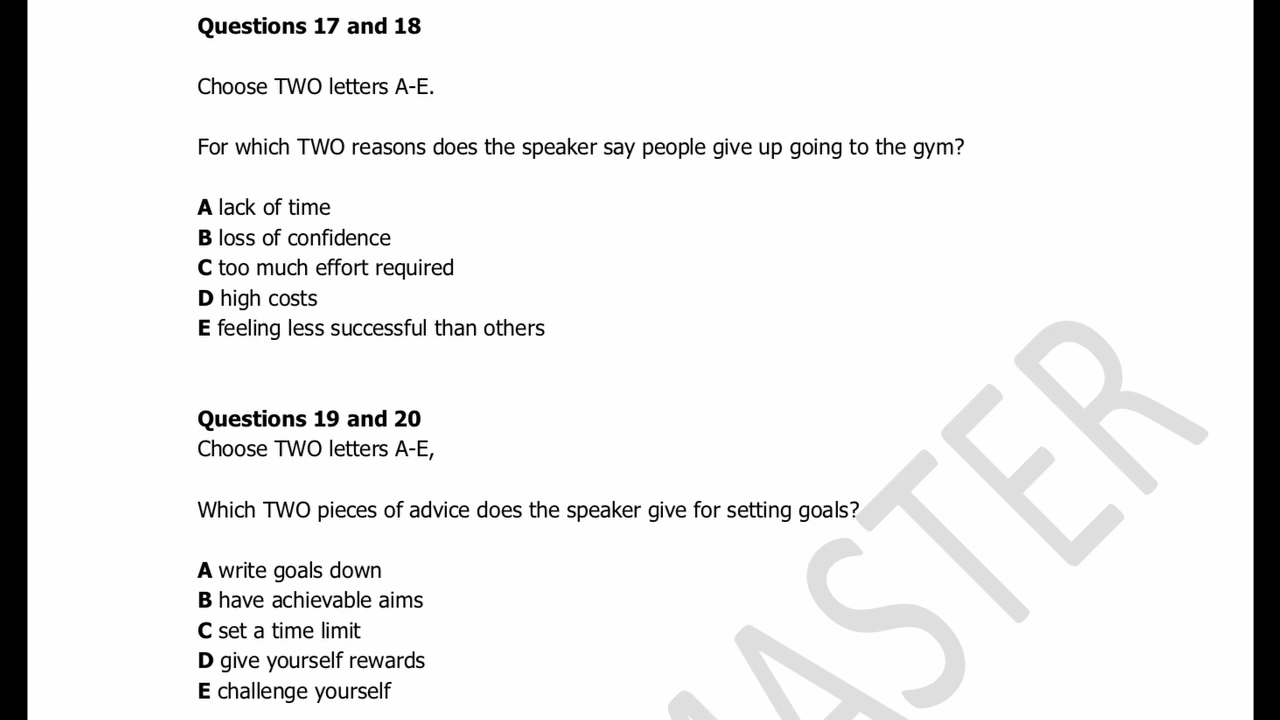 Questions 17 and 18
Choose TWO letters A-E.
For which TWO reasons does the speaker say people give up going to the gym?
A lack of time
B loss of confidence
C too much effort required
D high costs
E feeling less successful than others
Questions 19 and 20
Choose TWO letters A-E,
Which TWO pieces of advice does the speaker give for setting goals?
A write goals down
B have achievable aims
C set a time limit
D give yourself rewards
E challenge yourself
MASTER